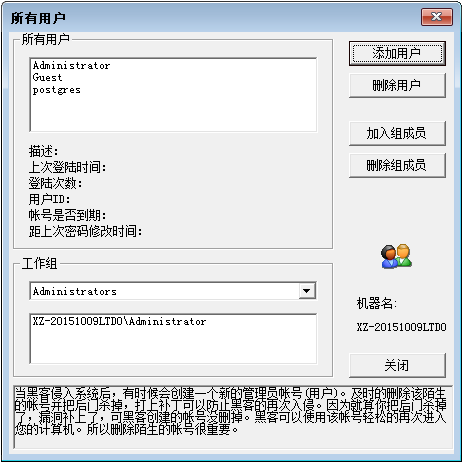 所有用户
所有用户
Administrator
Guest
postgres
描述:
上次登陆时间:
登陆次数:
用户ID:
帐号是否到期:
距上次密码修改时间:
工作组
Administrators
XZ-20151009LTDO\Administrator
添加用户
删除用户
加入组成员
删除组成员
机器名:
XZ-20151009LTDO
关闭
当黑客侵入系统后，有时候会创建一个新的管理员帐号(用户)。及时的删除该陌生
的帐号并把后门杀掉，打上补丁可以防止黑客的再次入侵。因为就算你把后门杀掉
了，漏洞补上了，可黑客创建的帐号没删掉。黑客可以使用该帐号轻松的再次进入
您的计算机。所以删除陌生的帐号很重要。